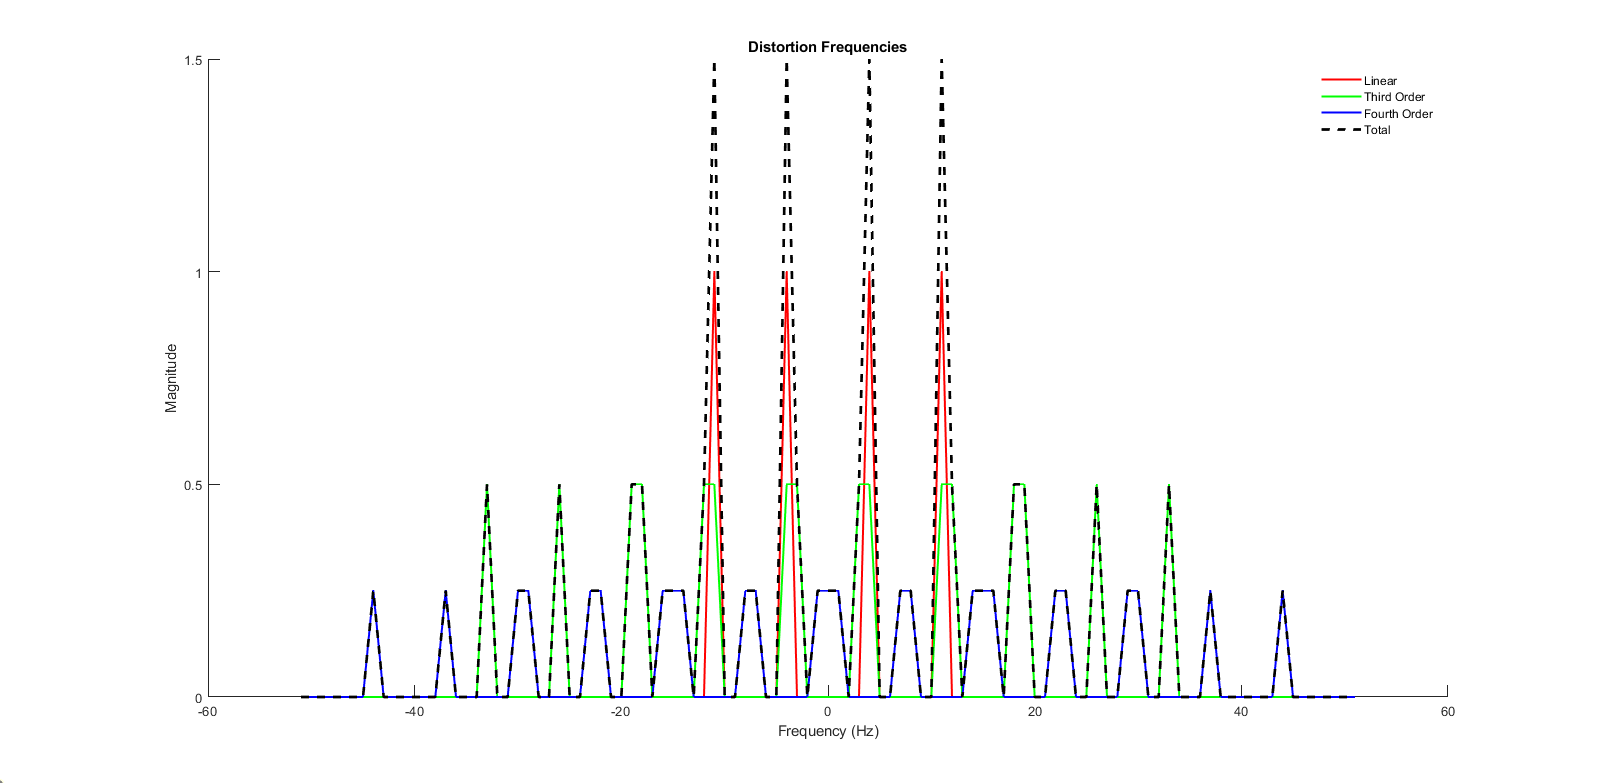 Distortion Frequencies
1.5
1
0.5
0
Magnitude
Linear
Third Order
Fourth Order
Total
-60 -40 -20 0 20 40 60
Frequency (Hz)